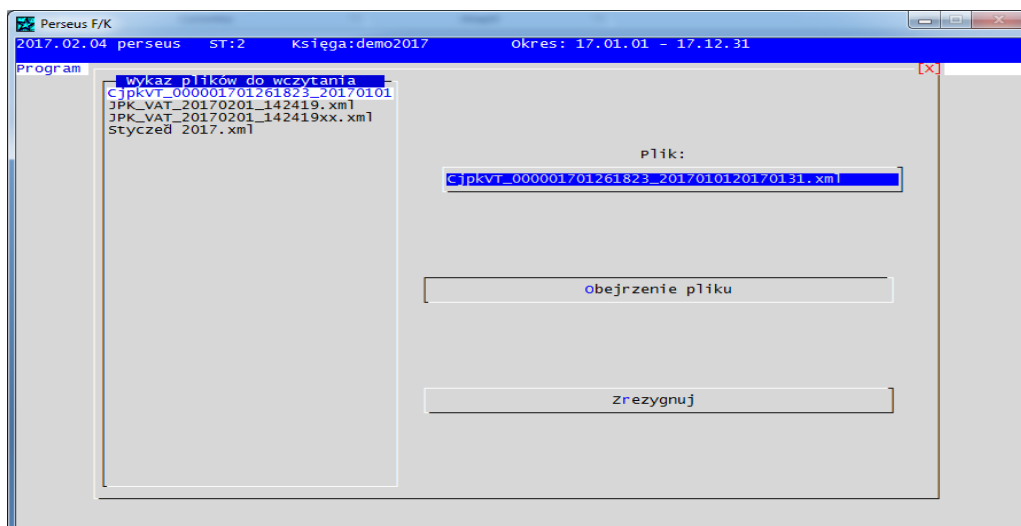 Perseus F/K
2017.02.04 perseus ST:2 Księga:demo2017 Okres: 17.01.01 - 17.12.31
Program [X]
Wykaz plików do wczytania
CjpkVT_000001701261823_20170101
JPK_VAT_20170201_142419.xml
JPK_VAT_20170201_142419xx.xml
Styczeđ 2017.xml
Plik:
CjpkVT_000001701261823_2017010120170131.xml
Obejrzenie pliku
Zrezygnuj